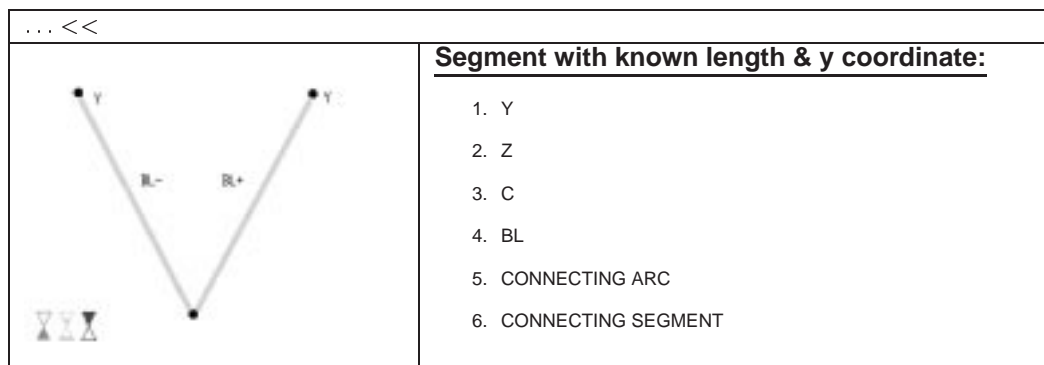 ... <<
Segment with known length & y coordinate:
Y Y
BL- BL+
1. Y
2. Z
3. C
4. BL
5. CONNECTING ARC
6. CONNECTING SEGMENT